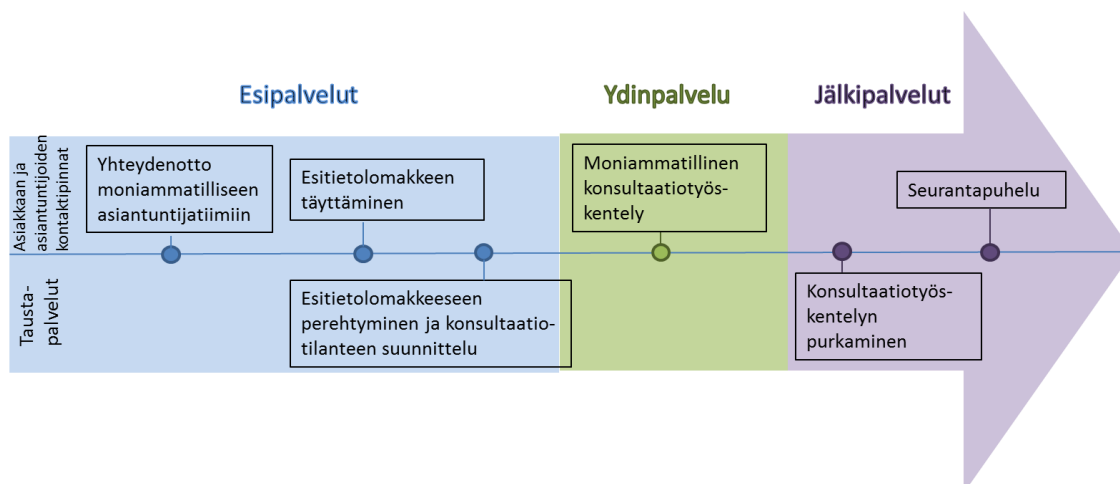 Esipalvelut
Ydinpalvelu
Jälkipalvelut
Asiakkaan ja
asiantuntijoiden
kontaktipinnat
Yhteydenotto
moniammatilliseen
asiantuntijatiimiin
Esitietolomakkeen
täyttäminen
Moniammatillinen
konsultaatiotyös-
kentely
Seurantapuhelu
Tausta-
palvelut
Esitietolomakkeeseen
perehtyminen ja konsultaatio-
tilanteen suunnittelu
Konsultaatiotyös-
kentelyn
purkaminen